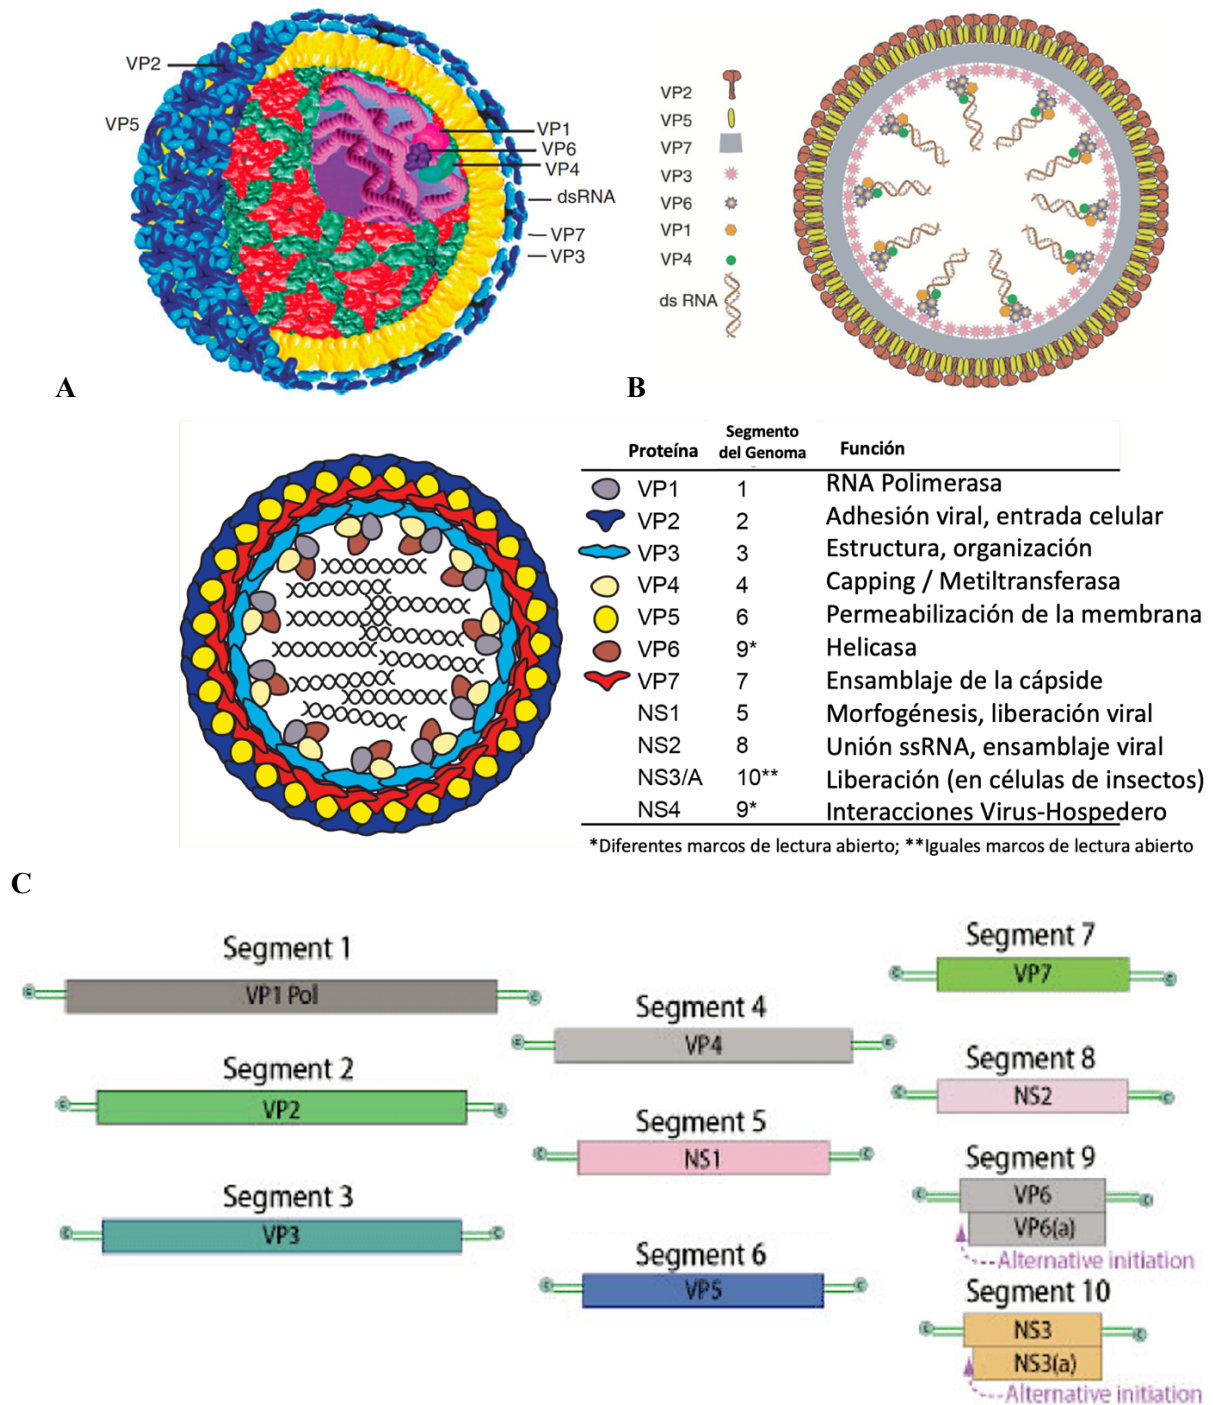 VP2
VP5
VP1
VP6
VP4
dsRNA
VP7
VP3
A
VP2
VP5
VP7
VP3
VP6
VP1
VP4
ds RNA
B
Proteína Segmento del Genoma Función
VP1 1 RNA Polimerasa
VP2 2 Adhesión viral, entrada celular
VP3 3 Estructura, organización
VP4 4 Capping / Metiltransferasa
VP5 6 Permeabilización de la membrana
VP6 9* Helicasa
VP7 7 Ensamblaje de la cápside
NS1 5 Morfogénesis, liberación viral
NS2 8 Unión ssRNA, ensamblaje viral
NS3/A 10** Liberación (en células de insectos)
NS4 9* Interacciones Virus-Hospedero
*Diferentes marcos de lectura abierto; **Iguales marcos de lectura abierto
C
Segment 1
VP1 Pol
Segment 2
VP2
Segment 3
VP3
Segment 4
VP4
Segment 5
NS1
Segment 6
VP5
Segment 7
VP7
Segment 8
NS2
Segment 9
VP6
VP6(a)
Alternative initiation
Segment 10
NS3
NS3(a)
Alternative initiation